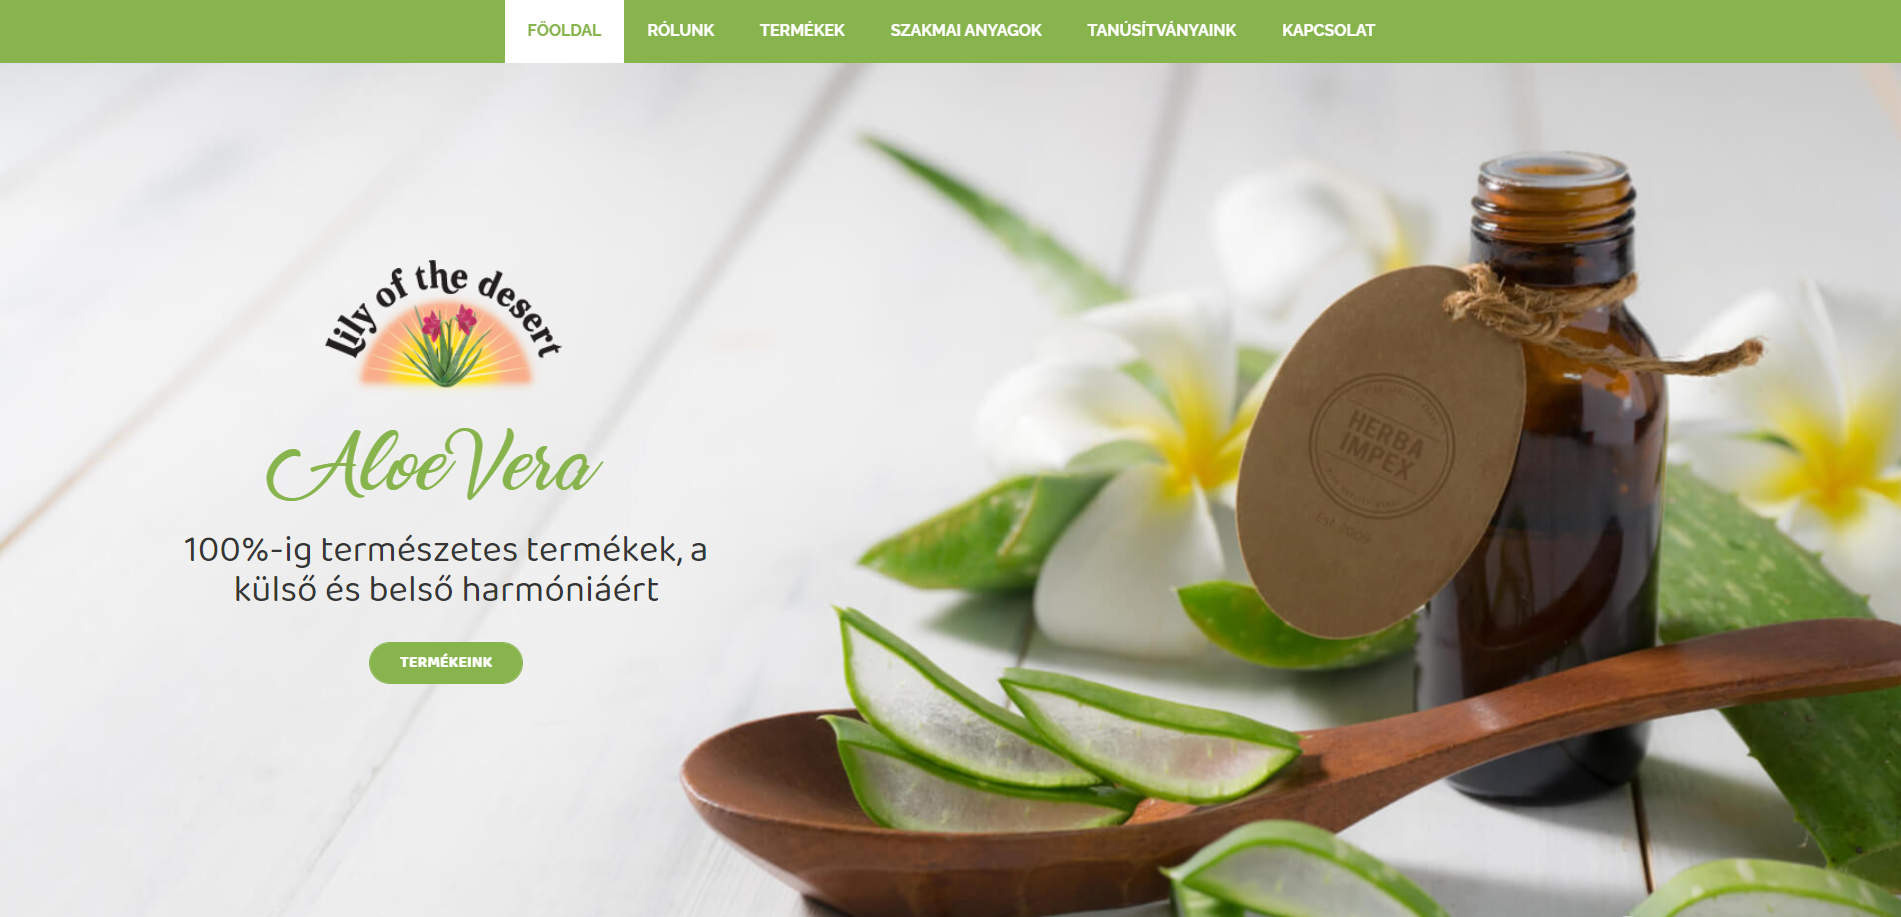 FŐOLDAL
RÓLUNK
TERMÉKEK
SZAKMAI ANYAGOK
TANÚSÍTVÁNYAINK
KAPCSOLAT
lily of the desert
Aloe Vera
100%-ig természetes termékek, a
külső és belső harmóniáért
TERMÉKEINK
HERBA
IMPEX
Est. 2009